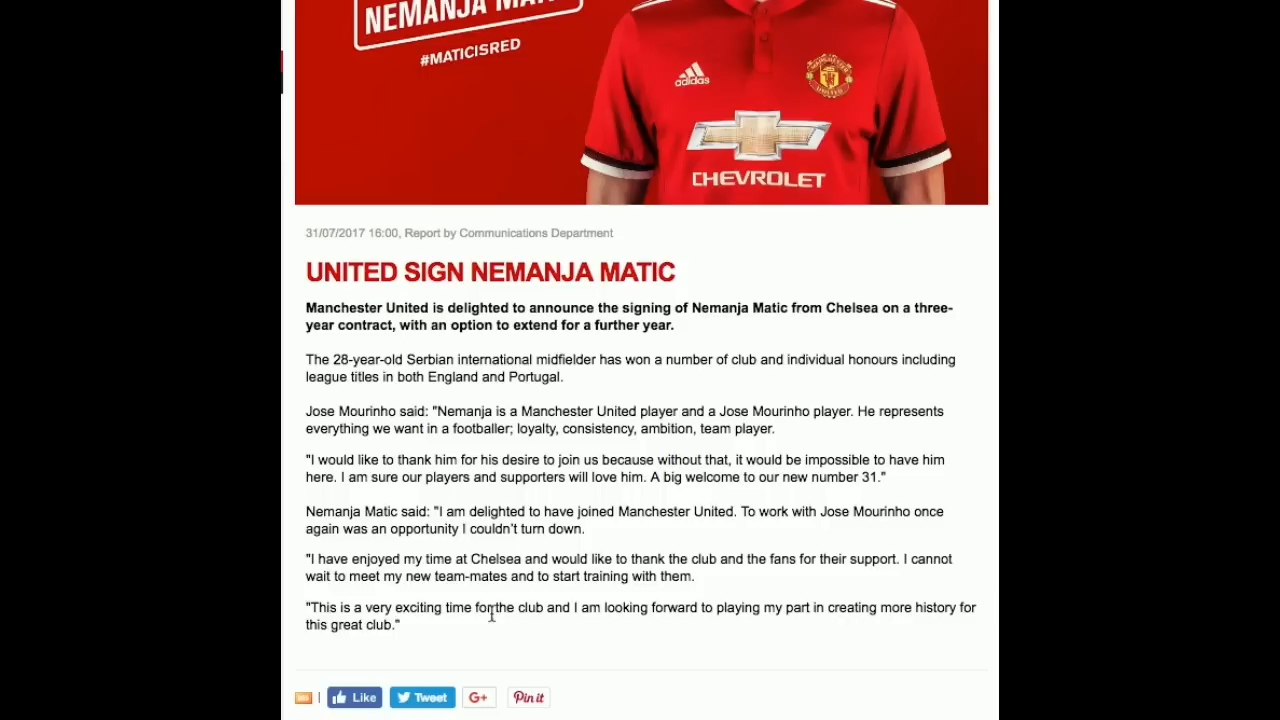 NEMANJA MA
#MATICISRED
adidas
MANCHESTER
UNITED
CHEVROLET
31/07/2017 16:00, Report by Communications Department
UNITED SIGN NEMANJA MATIC
Manchester United is delighted to announce the signing of Nemanja Matic from Chelsea on a three-
year contract, with an option to extend for a further year.
The 28-year-old Serbian international midfielder has won a number of club and individual honours including
league titles in both England and Portugal.
Jose Mourinho said: "Nemanja is a Manchester United player and a Jose Mourinho player. He represents
everything we want in a footballer; loyalty, consistency, ambition, team player.
"I would like to thank him for his desire to join us because without that, it would be impossible to have him
here. I am sure our players and supporters will love him. A big welcome to our new number 31."
Nemanja Matic said: "I am delighted to have joined Manchester United. To work with Jose Mourinho once
again was an opportunity I couldn't turn down.
"I have enjoyed my time at Chelsea and would like to thank the club and the fans for their support. I cannot
wait to meet my new team-mates and to start training with them.
"This is a very exciting time for the club and I am looking forward to playing my part in creating more history for
this great club."
| Like Tweet G+ Pin it